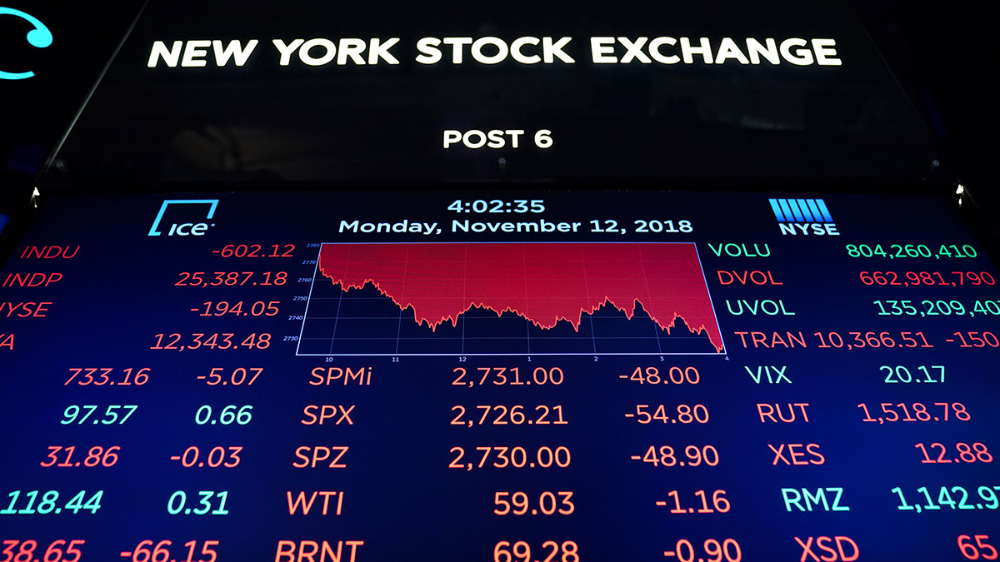 NEW YORK STOCK EXCHANGE
POST 6
ice
4:02:35
NYSE
Monday, November 12, 2018
INDU -602.12
INDP 25,387.18
NYSE -194.05
12,343.48
2780
2770
2760
2750
2740
2730
10 11 12 1 2 3 4
VOLU 804,260,410
DVOL 662,981,790
UVOL 135,209,40
TRAN 10,366.51 -150
733.16 -5.07 SPMi 2,731.00 -48.00 VIX 20.17
97.57 0.66 SPX 2,726.21 -54.80 RUT 1,518.78
31.86 -0.03 SPZ 2,730.00 -48.90 XES 12.88
118.44 0.31 WTI 59.03 -1.16 RMZ 1,142.97
38.65 -66.15 BRNT 69.28 -0.90 XSD 65